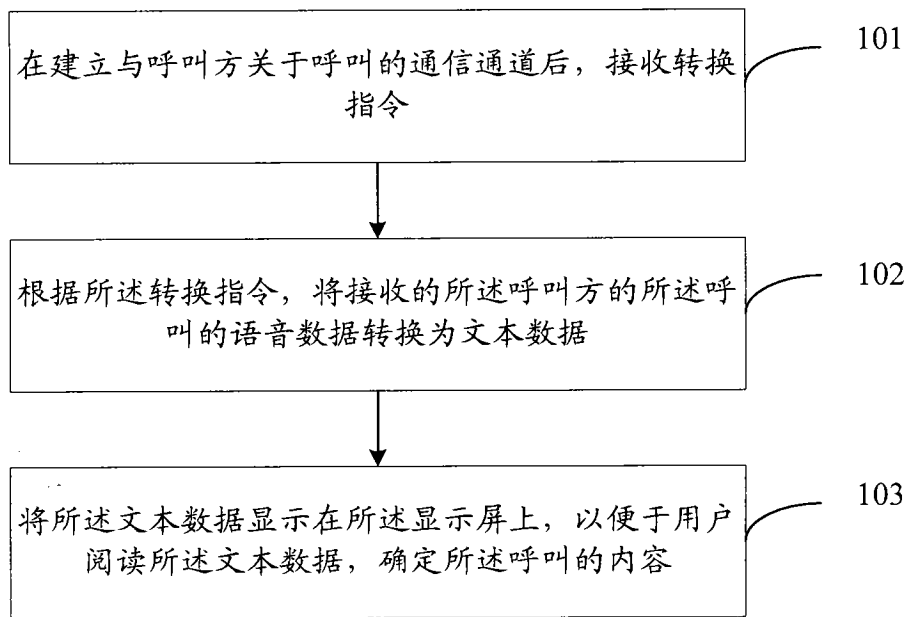 在建立与呼叫方关于呼叫的通信通道后，接收转换
指令
101
根据所述转换指令，将接收的所述呼叫方的所述呼
叫的语音数据转换为文本数据
102
将所述文本数据显示在所述显示屏上，以便于用户
阅读所述文本数据，确定所述呼叫的内容
103